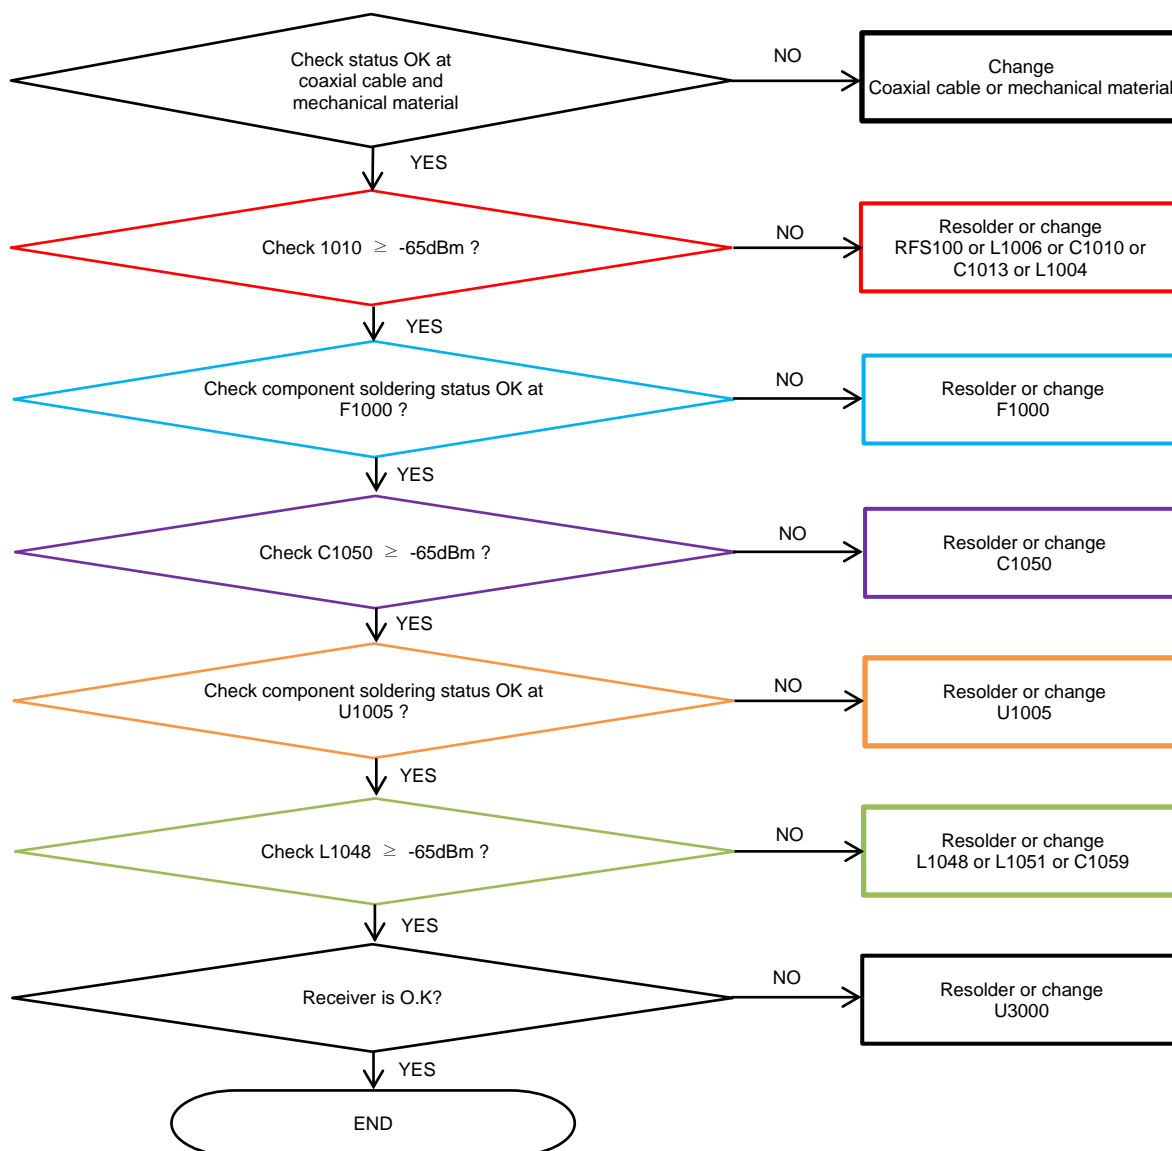 Check status OK at
coaxial cable and
mechanical material
NO
Change
Coaxial cable or mechanical material
YES
Check 1010 ≥ -65dBm ?
NO
Resolder or change
RFS100 or L1006 or C1010 or
C1013 or L1004
YES
Check component soldering status OK at
F1000 ?
NO
Resolder or change
F1000
YES
Check C1050 ≥ -65dBm ?
NO
Resolder or change
C1050
YES
Check component soldering status OK at
U1005 ?
NO
Resolder or change
U1005
YES
Check L1048 ≥ -65dBm ?
NO
Resolder or change
L1048 or L1051 or C1059
YES
Receiver is O.K?
NO
Resolder or change
U3000
YES
END